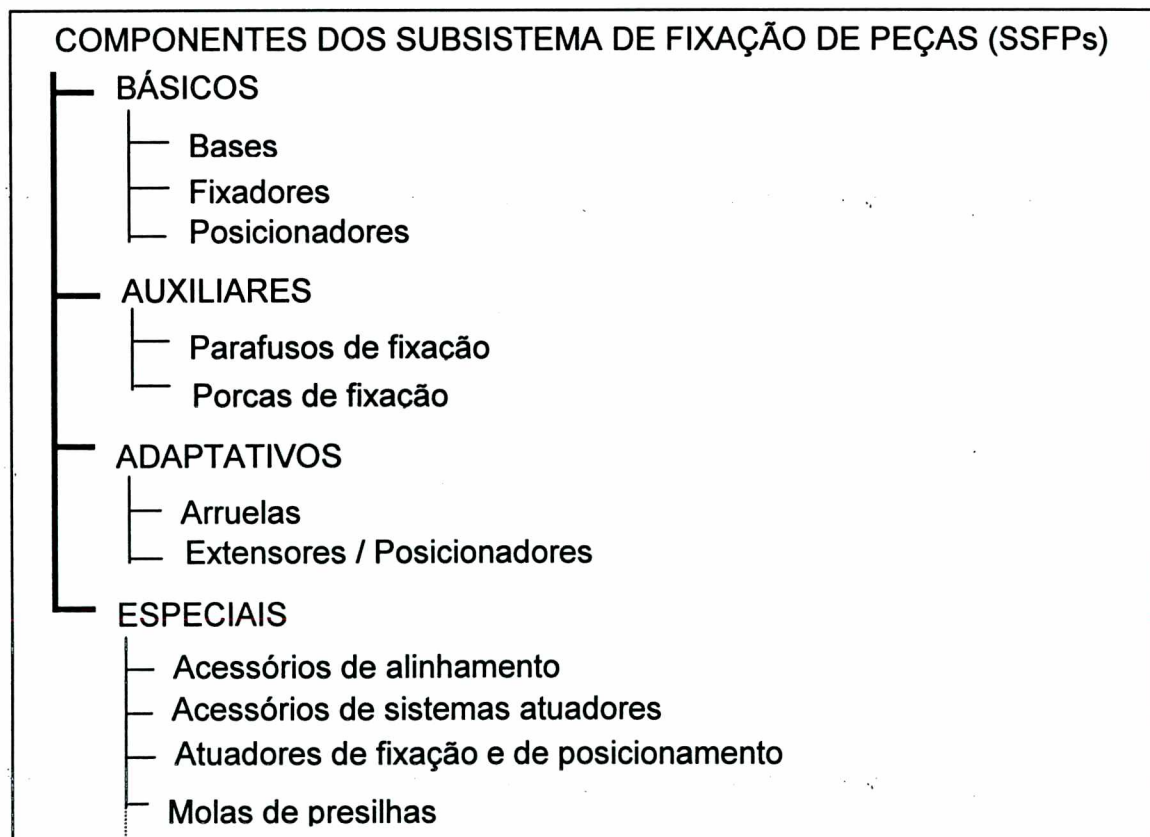 COMPONENTES DOS SUBSISTEMA DE FIXAÇÃO DE PEÇAS (SSFPs)
BÁSICOS
Bases
Fixadores
Posicionadores
AUXILIARES
Parafusos de fixação
Porcas de fixação
ADAPTATIVOS
Arruelas
Extensores / Posicionadores
ESPECIAIS
Acessórios de alinhamento
Acessórios de sistemas atuadores
Atuadores de fixação e de posicionamento
Molas de presilhas